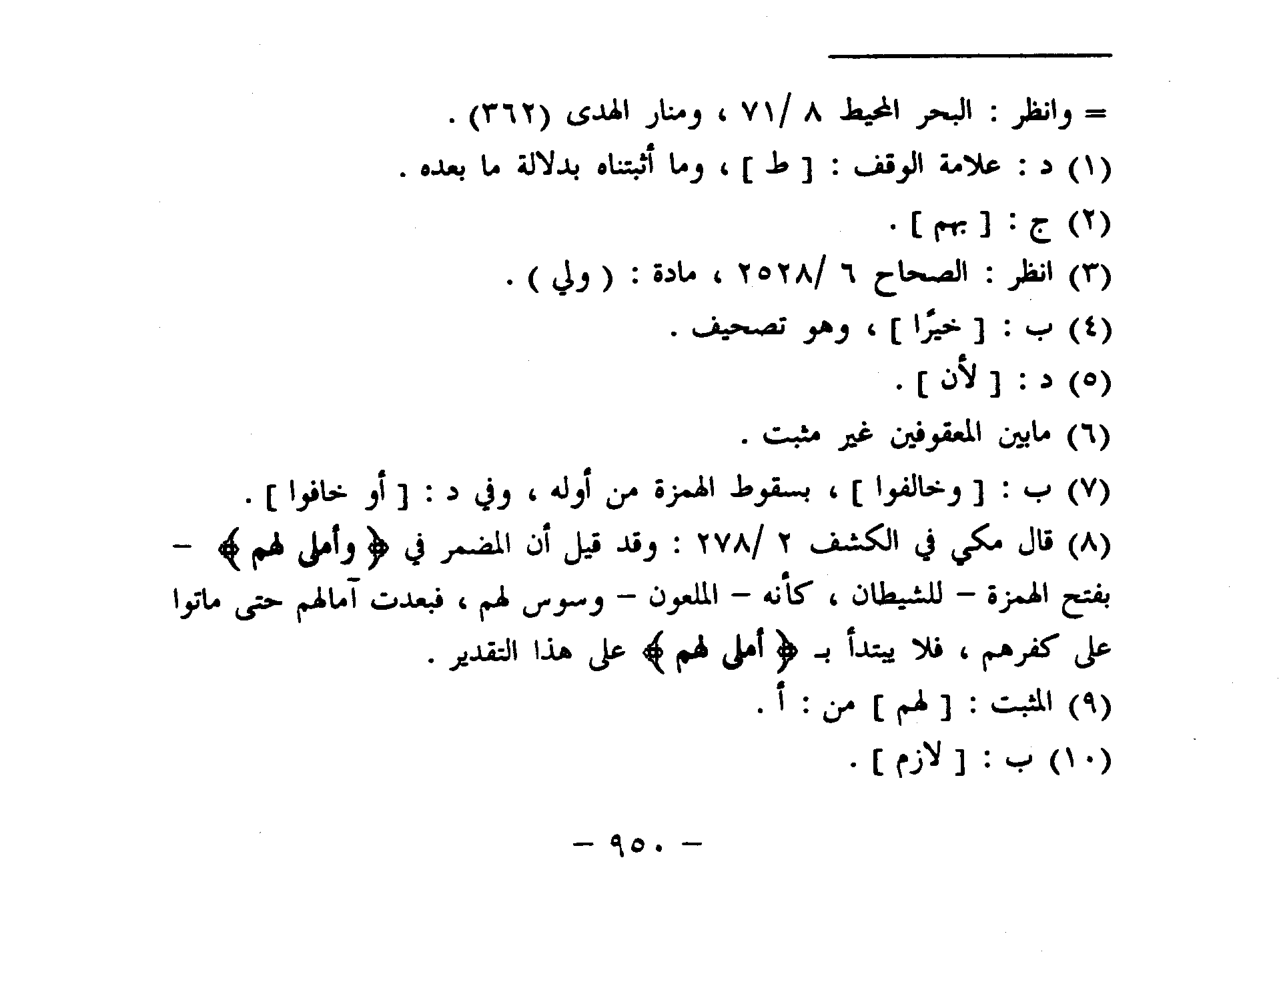 = وانظر : البحر المحيط ٨ /٧١ ، ومنار الهدى (٣٦٢) .
(١) د : علامة الوقف : [ ط ] ، وما أثبتناه بدلالة ما بعده .
(٢) ج : [ بهم ] .
(٣) انظر : الصحاح ٦ /٢٥٢٨ ، مادة : ( ولي ) .
(٤) ب : [ خيرًا ] ، وهو تصحيف .
(٥) د : [ لأن ] .
(٦) مابين المعقوفين غير مثبت .
(٧) ب : [ وخالفوا ] ، بسقوط الهمزة من أوله ، وفي د : [ أو خافوا ] .
(٨) قال مكي في الكشف ٢ /٢٧٨ : وقد قيل أن المضمر في ﴿ وأملى لهم ﴾ –
بفتح الهمزة – للشيطان ، كأنه – الملعون – وسوس لهم ، فبعدت آمالهم حتى ماتوا
على كفرهم ، فلا يبتدأ بـ ﴿ أملى لهم ﴾ على هذا التقدير .
(٩) المثبت : [ لهم ] من : أ .
(١٠) ب : [ لازم ] .
– ٩٥٠ –